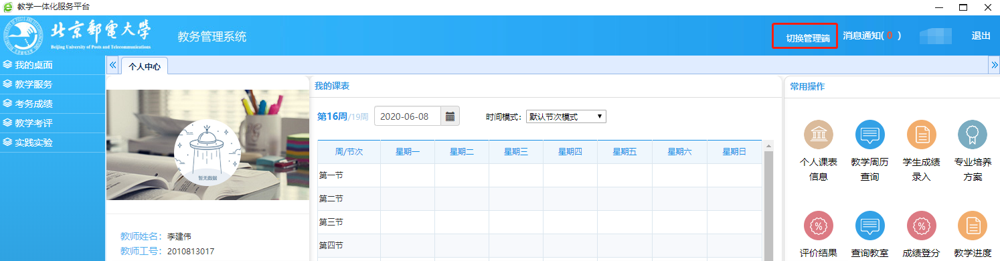 教学一体化服务平台
北京郵電大學
Beijing University of Posts and Telecommunications
教务管理系统
切换管理端 消息通知( 0 ) 退出
我的桌面
教学服务
考务成绩
教学考评
实践实验
个人中心
暂无数据
教师姓名： 李建伟
教师工号： 2010813017
我的课表
第16周/19周 2020-06-08 时间模式： 默认节次模式
周/节次 星期一 星期二 星期三 星期四 星期五 星期六 星期日
第一节
第二节
第三节
第四节
常用操作
个人课表 教学周历 学生成绩 专业培养
信息 查询 录入 方案
评价结果 查询教室 成绩登分 教学进度